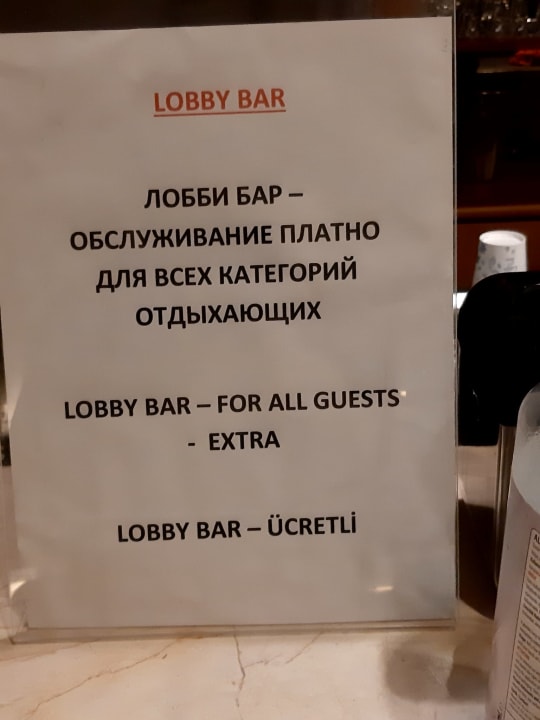 LOBBY BAR
ЛОББИ БАР –
ОБСЛУЖИВАНИЕ ПЛАТНО
ДЛЯ ВСЕХ КАТЕГОРИЙ
ОТДЫХАЮЩИХ
LOBBY BAR – FOR ALL GUESTS
- EXTRA
LOBBY BAR – ÜCRETLİ